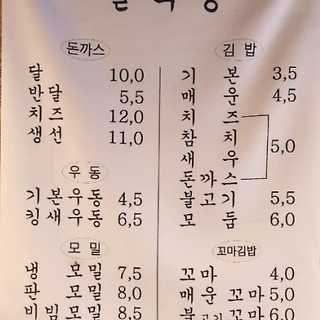 돈까스
달 10,0
반달 5,5
치즈 12,0
생선 11,0
우동
기본우동 4,5
킹새우동 6,5
모밀
냉 모밀 7,5
판 모밀 8,0
비빔모밀 8,5
김밥
기 본 3,5
매 운 4,5
치 즈
참 치
새 우
돈까스
5,0
불고기 5,5
모 둠 6,0
꼬마김밥
꼬마 4,0
매운 꼬마 5,0
불고기 꼬마 6,0